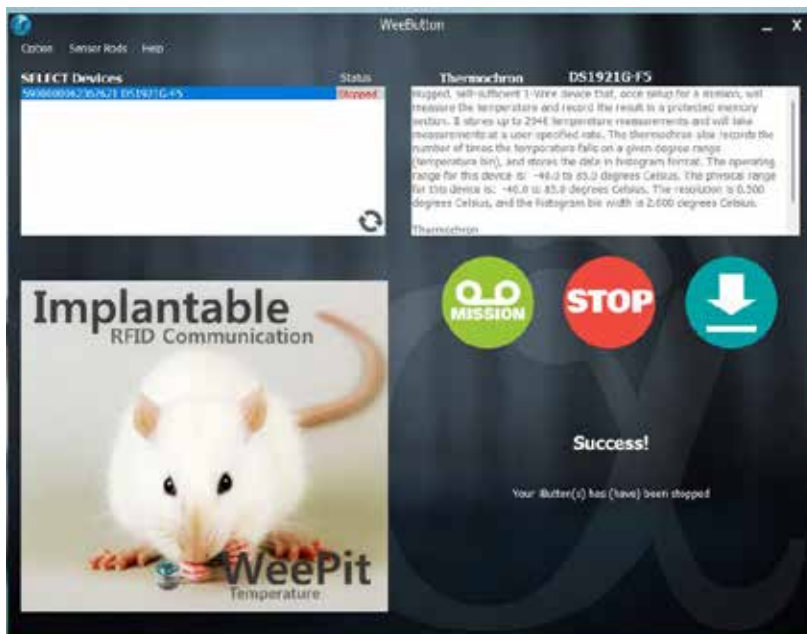 WeeButton
Option Sensor Rods Help
SELECT Devices Status
DS1921G-F5 Stopped
Thermochron DS1921G-F5
Rugged, self-sufficient 1-Wire device that, once setup for a mission, will
measure the temperature and record the result in a protected memory
section. It stores up to 2048 temperature measurements and will take
measurements at a user specified rate. The thermochron also records the
number of times the temperature falls on a given degree range
(temperature bin), and stores the data in histogram format. The operating
range for this device is: -40.0 to 85.0 degrees Celsius. The physical range
for this device is: -40.0 to 85.0 degrees Celsius. The resolution is 0.500
degrees Celsius, and the histogram bin width is 2.000 degrees Celsius.
Thermochron
MISSION
STOP
Implantable
RFID Communication
WeePit
Temperature
Success!
Your iButton(s) has (have) been stopped